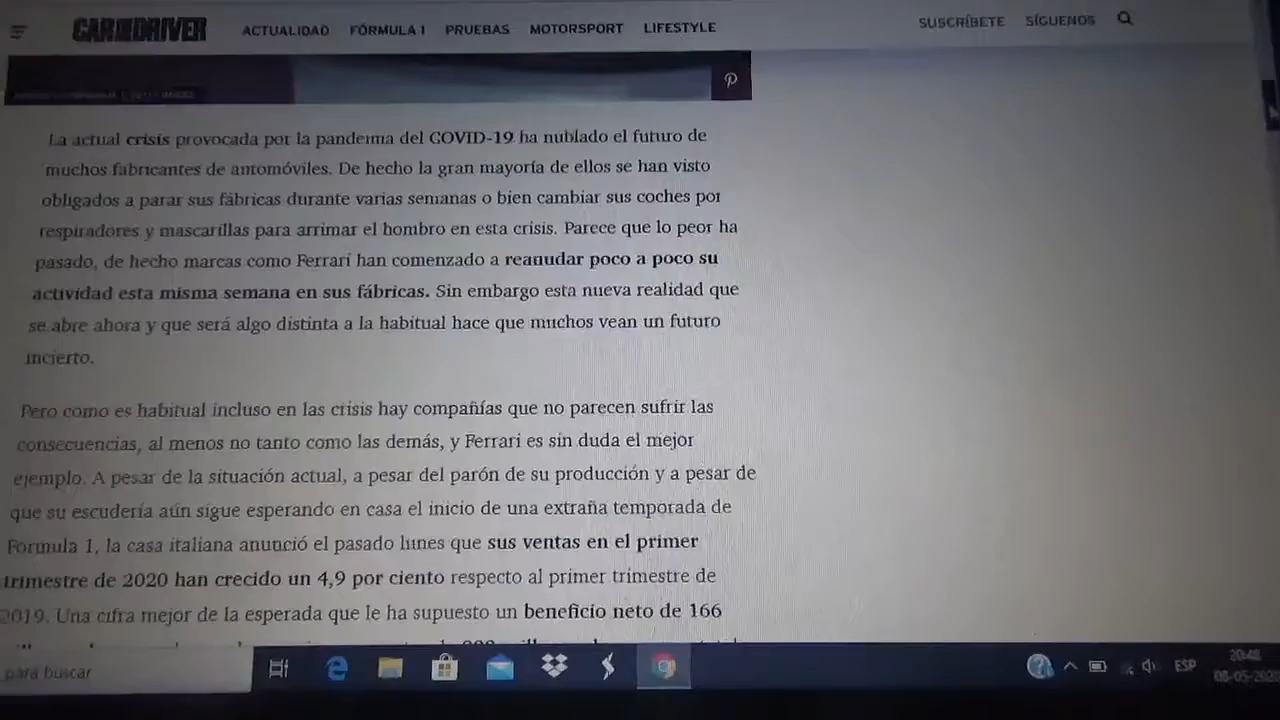 CAR AND DRIVER
ACTUALIDAD FÓRMULA 1 PRUEBAS MOTORSPORT LIFESTYLE
SUSCRÍBETE SÍGUENOS
La actual crisis provocada por la pandemia del COVID-19 ha nublado el futuro de
muchos fabricantes de automóviles. De hecho la gran mayoría de ellos se han visto
obligados a parar sus fábricas durante varias semanas o bien cambiar sus coches por
respiradores y mascarillas para arrimar el hombro en esta crisis. Parece que lo peor ha
pasado, de hecho marcas como Ferrari han comenzado a reanudar poco a poco su
actividad esta misma semana en sus fábricas. Sin embargo esta nueva realidad que
se abre ahora y que será algo distinta a la habitual hace que muchos vean un futuro
incierto.
Pero como es habitual incluso en las crisis hay compañías que no parecen sufrir las
consecuencias, al menos no tanto como las demás, y Ferrari es sin duda el mejor
ejemplo. A pesar de la situación actual, a pesar del parón de su producción y a pesar de
que su escudería aún sigue esperando en casa el inicio de una extraña temporada de
Fórmula 1, la casa italiana anunció el pasado lunes que sus ventas en el primer
trimestre de 2020 han crecido un 4,9 por ciento respecto al primer trimestre de
2019. Una cifra mejor de la esperada que le ha supuesto un beneficio neto de 166
para buscar
ESP
20:48
08-05-2020